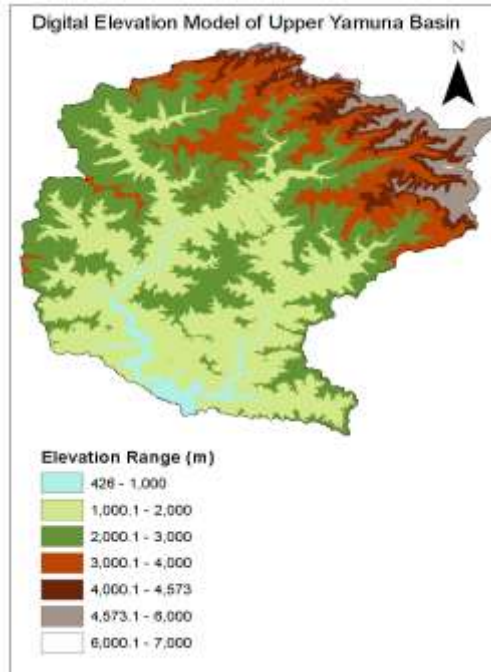 Digital Elevation Model of Upper Yamuna Basin
N
Elevation Range (m)
426 - 1,000
1,000.1 - 2,000
2,000.1 - 3,000
3,000.1 - 4,000
4,000.1 - 4,573
4,573.1 - 6,000
6,000.1 - 7,000